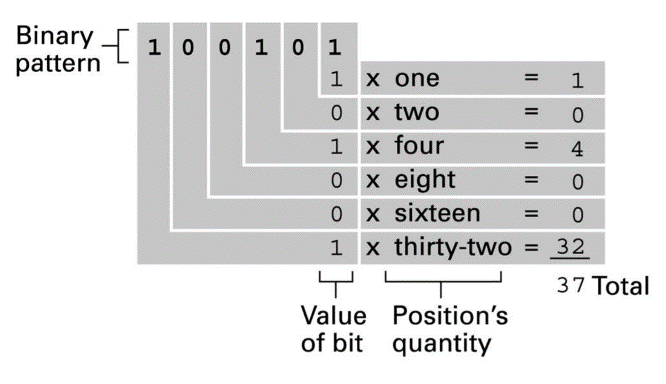 Binary
pattern
1 0 0 1 0 1
1 x one = 1
0 x two = 0
1 x four = 4
0 x eight = 0
0 x sixteen = 0
1 x thirty-two = 32
37 Total
Value
of bit
Position's
quantity